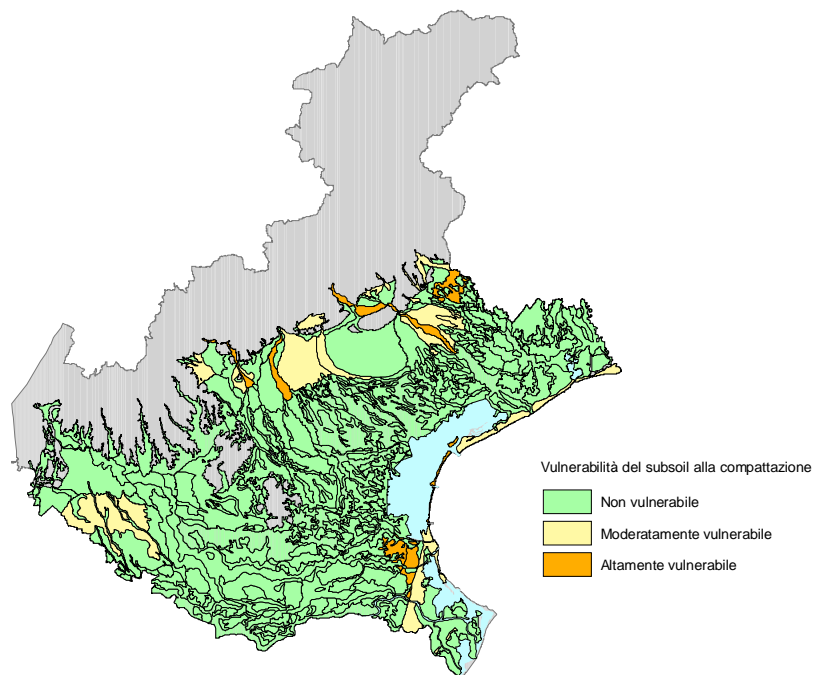 Vulnerabilità del subsoil alla compattazione
Non vulnerabile
Moderatamente vulnerabile
Altamente vulnerabile